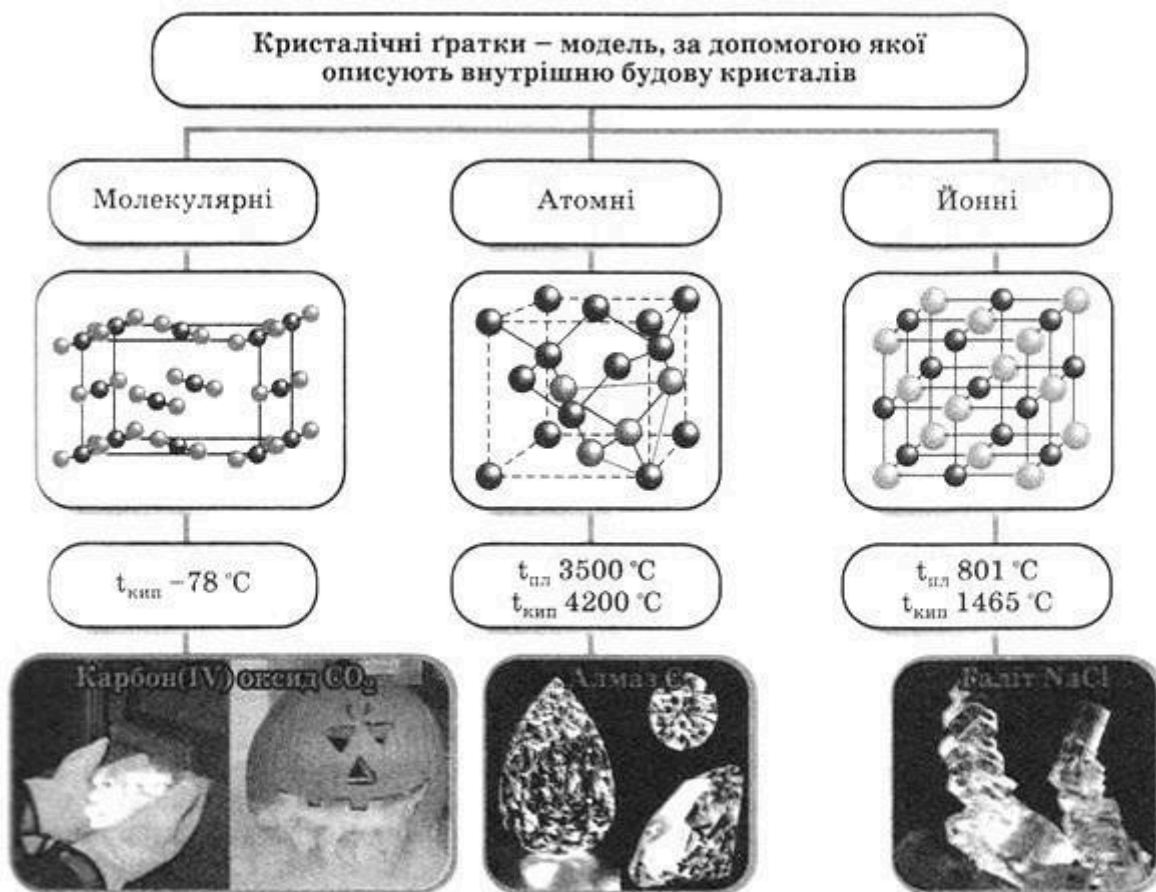 Кристалічні ґратки – модель, за допомогою якої
описують внутрішню будову кристалів
Молекулярні
Атомні
Йонні
tкип –78 °C
tпл 3500 °C
tкип 4200 °C
tпл 801 °C
tкип 1465 °C
Карбон(IV) оксид CO₂
Алмаз C
Галіт NaCl